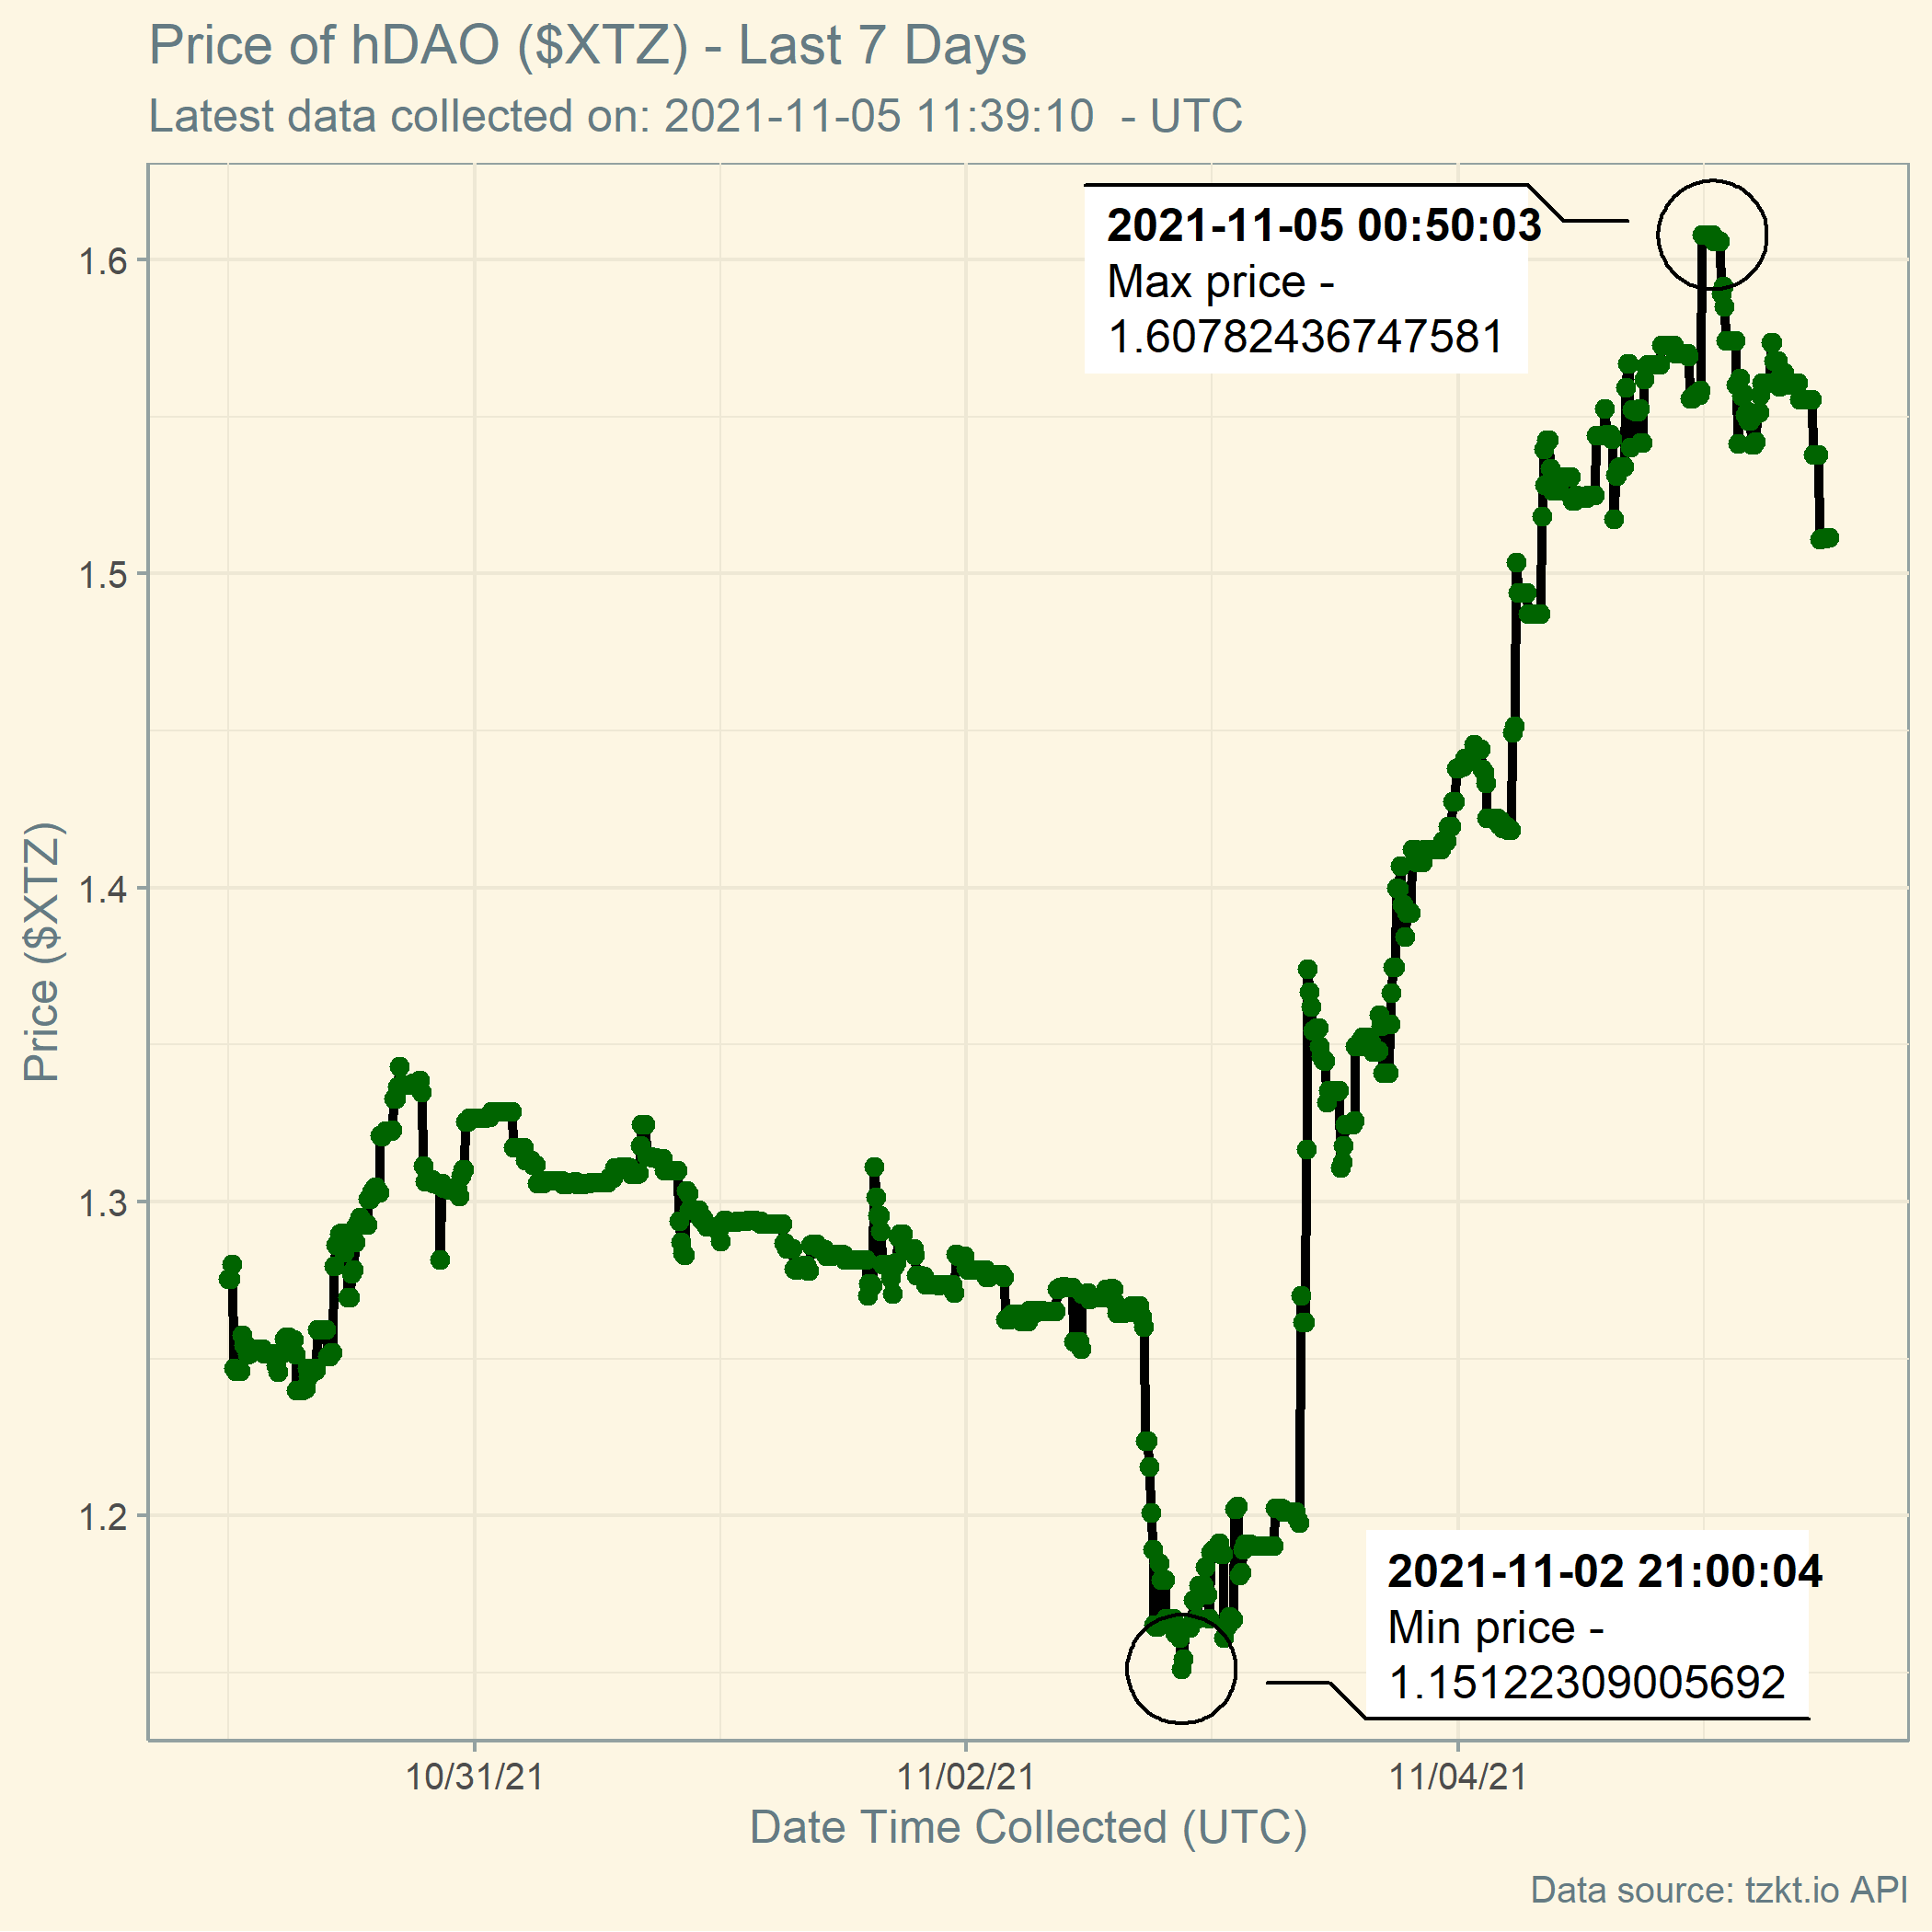 Price of hDAO ($XTZ) - Last 7 Days
Latest data collected on: 2021-11-05 11:39:10  - UTC
2021-11-05 00:50:03
Max price -
1.60782436747581
1.6
1.5
1.4
1.3
1.2
Price ($XTZ)
2021-11-02 21:00:04
Min price -
1.15122309005692
10/31/21
11/02/21
11/04/21
Date Time Collected (UTC)
Data source: tzkt.io API